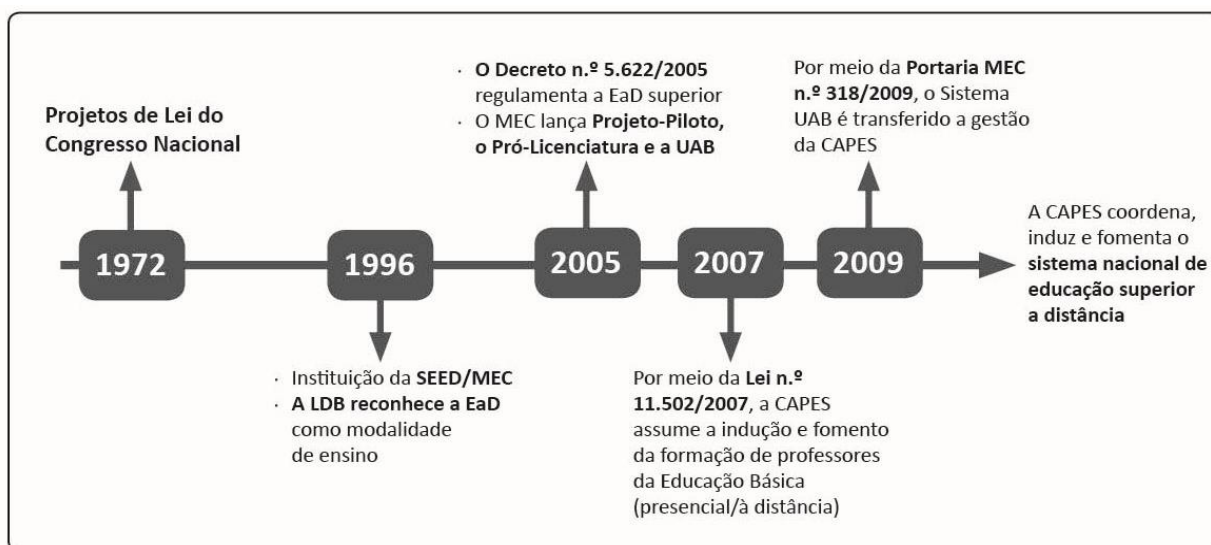 Projetos de Lei do
Congresso Nacional
1972
1996
· Instituição da SEED/MEC
· A LDB reconhece a EaD
como modalidade
de ensino
· O Decreto n.º 5.622/2005
regulamenta a EaD superior
· O MEC lança Projeto-Piloto,
o Pró-Licenciatura e a UAB
2005
2007
Por meio da Lei n.º
11.502/2007, a CAPES
assume a indução e fomento
da formação de professores
da Educação Básica
(presencial/à distância)
Por meio da Portaria MEC
n.º 318/2009, o Sistema
UAB é transferido a gestão
da CAPES
2009
A CAPES coordena,
induz e fomenta o
sistema nacional de
educação superior
a distância